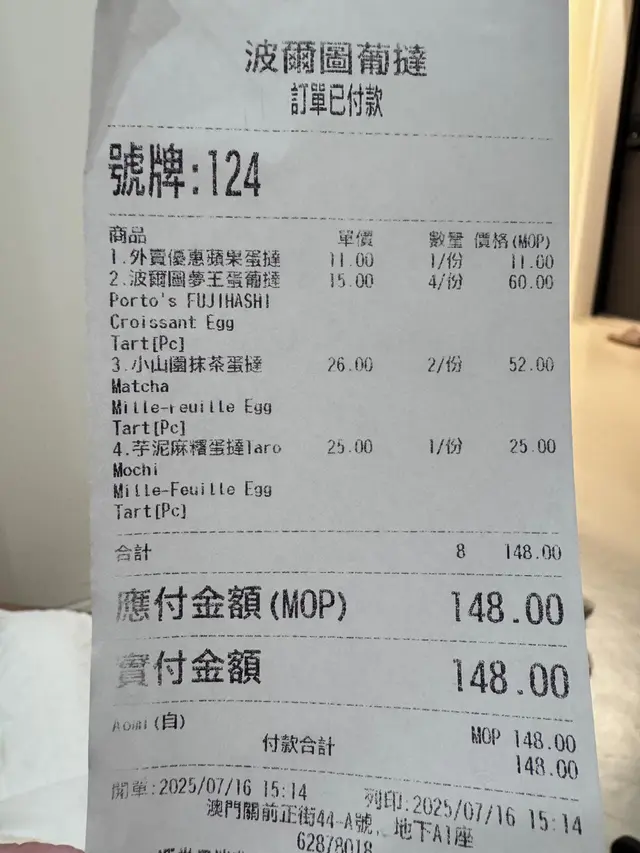 波爾圖葡撻
訂單已付款
號牌:124
商品 單價 數量 價格(MOP)
1.外賣優惠蘋果蛋撻 11.00 1/份 11.00
2.波爾圖夢王蛋葡撻 15.00 4/份 60.00
Porto's FUJIHASHI
Croissant Egg
Tart[Pc]
3.小山園抹茶蛋撻 26.00 2/份 52.00
Matcha
Mille-feuille Egg
Tart[Pc]
4.芋泥麻糬蛋撻Taro 25.00 1/份 25.00
Mochi
Mille-Feuille Egg
Tart[Pc]
合計 8 148.00
應付金額(MOP) 148.00
實付金額 148.00
(自) MOP 148.00
付款合計 148.00
開單:2025/07/16 15:14 列印:2025/07/16 15:14
澳門關前正街44-A號, 地下A1座
62878018